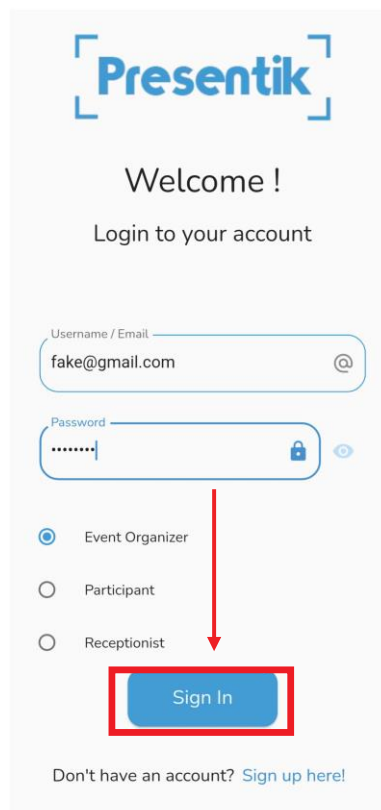 Presentik
Welcome !
Login to your account
Username / Email
fake@gmail.com
@
Password
••••••••
Event Organizer
Participant
Receptionist
Sign In
Don't have an account? Sign up here!